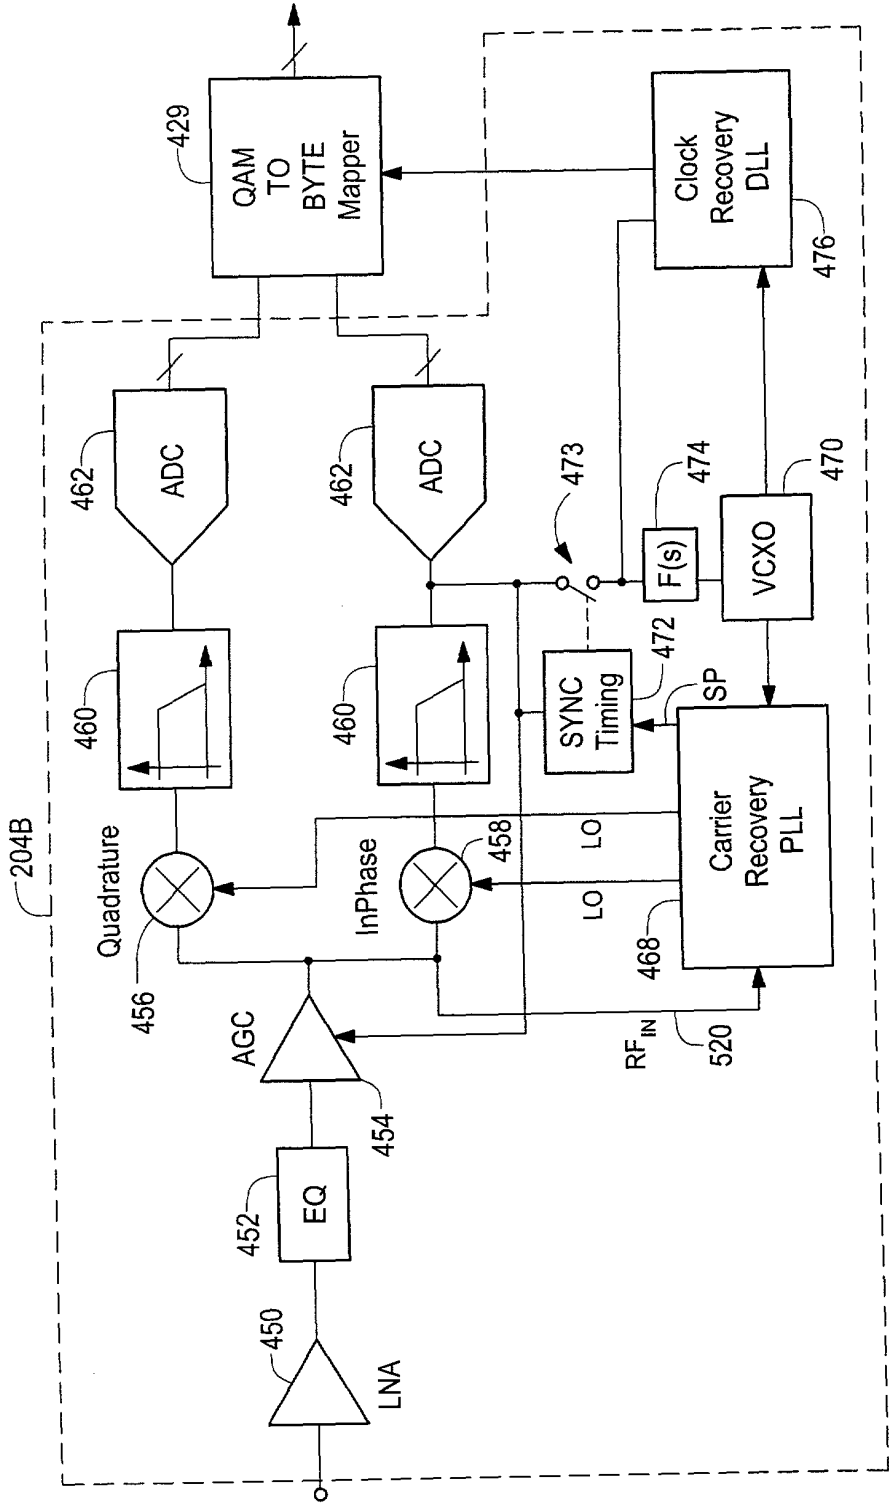 204B
450
LNA
452
EQ
AGC
454
Quadrature
456
InPhase
458
460
460
462
ADC
462
ADC
429
QAM
TO
BYTE
Mapper
RF IN
520
LO
LO
468
Carrier
Recovery
PLL
SP
SYNC
Timing
472
473
474
F(s)
VCXO
470
Clock
Recovery
DLL
476